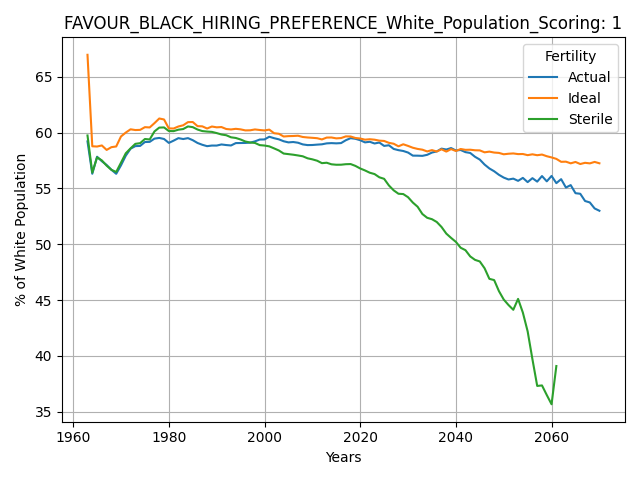 FAVOUR_BLACK_HIRING_PREFERENCE_White_Population_Scoring: 1
% of White Population
65
60
55
50
45
40
35
Fertility
Actual
Ideal
Sterile
1960
1980
2000
2020
2040
2060
Years